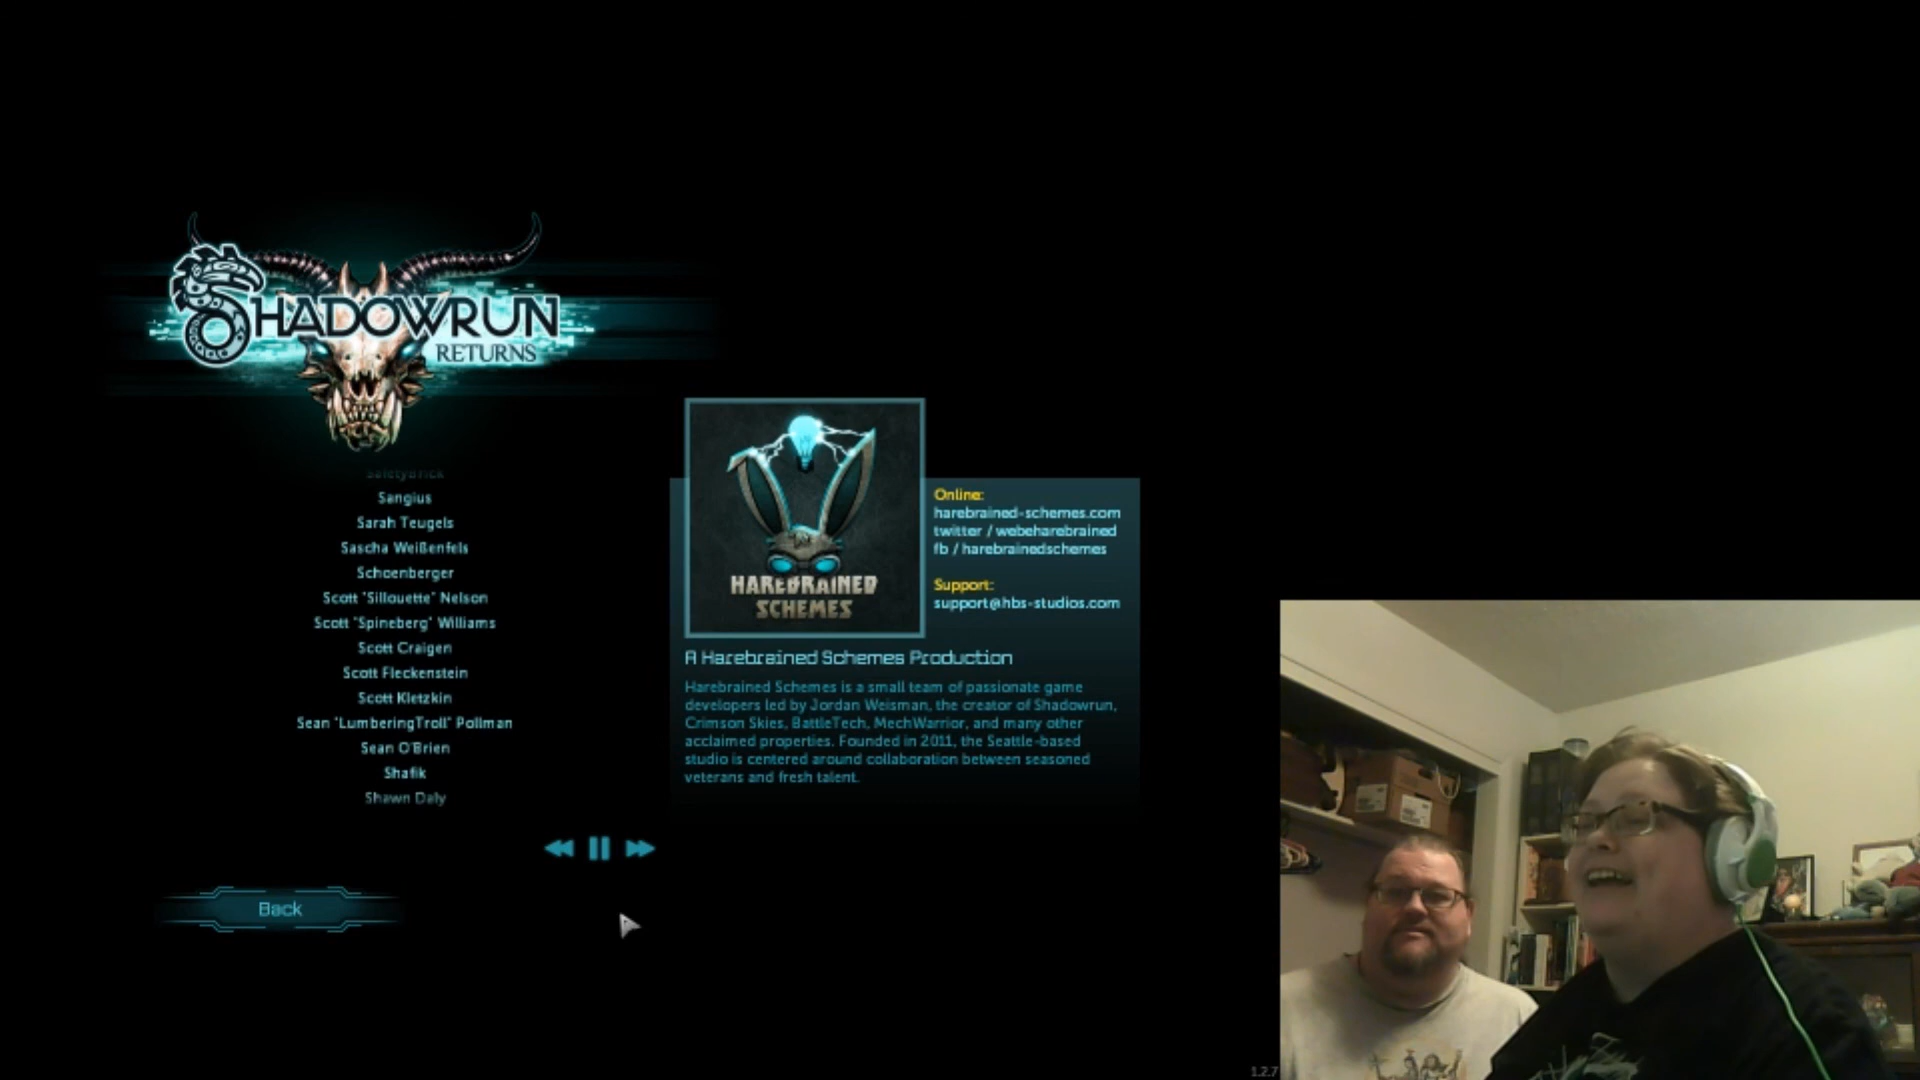 SHADOWRUN
RETURNS
SafetyBrick
Sangius
Sarah Teugels
Sascha Weißenfels
Schoenberger
Scott "Sillouette" Nelson
Scott "Spineberg" Williams
Scott Craigen
Scott Fleckenstein
Scott Kletzkin
Sean "LumberingTroll" Pollman
Sean O'Brien
Shafik
Shawn Daly
Back
HAREBRAINED
SCHEMES
Online:
harebrained-schemes.com
twitter / webeharebrained
fb / harebrainedschemes
Support:
support@hbs-studios.com
A Harebrained Schemes Production
Harebrained Schemes is a small team of passionate game
developers led by Jordan Weisman, the creator of Shadowrun,
Crimson Skies, BattleTech, MechWarrior, and many other
acclaimed properties. Founded in 2011, the Seattle-based
studio is centered around collaboration between seasoned
veterans and fresh talent.
1.2.7